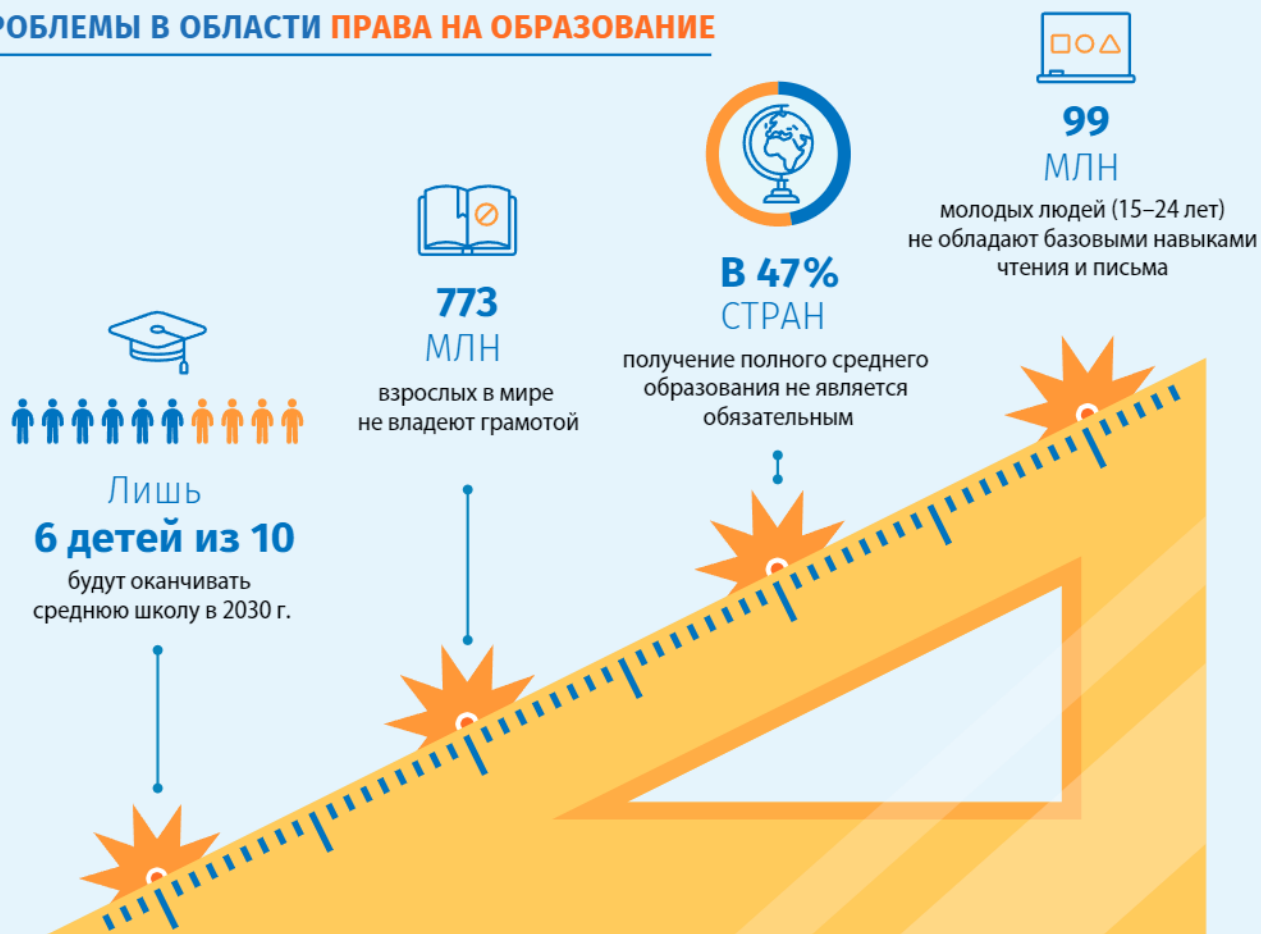 РОБЛЕМЫ В ОБЛАСТИ ПРАВА НА ОБРАЗОВАНИЕ
Лишь
6 детей из 10
будут оканчивать
среднюю школу в 2030 г.
773
МЛН
взрослых в мире
не владеют грамотой
В 47%
СТРАН
получение полного среднего
образования не является
обязательным
99
МЛН
молодых людей (15–24 лет)
не обладают базовыми навыками
чтения и письма